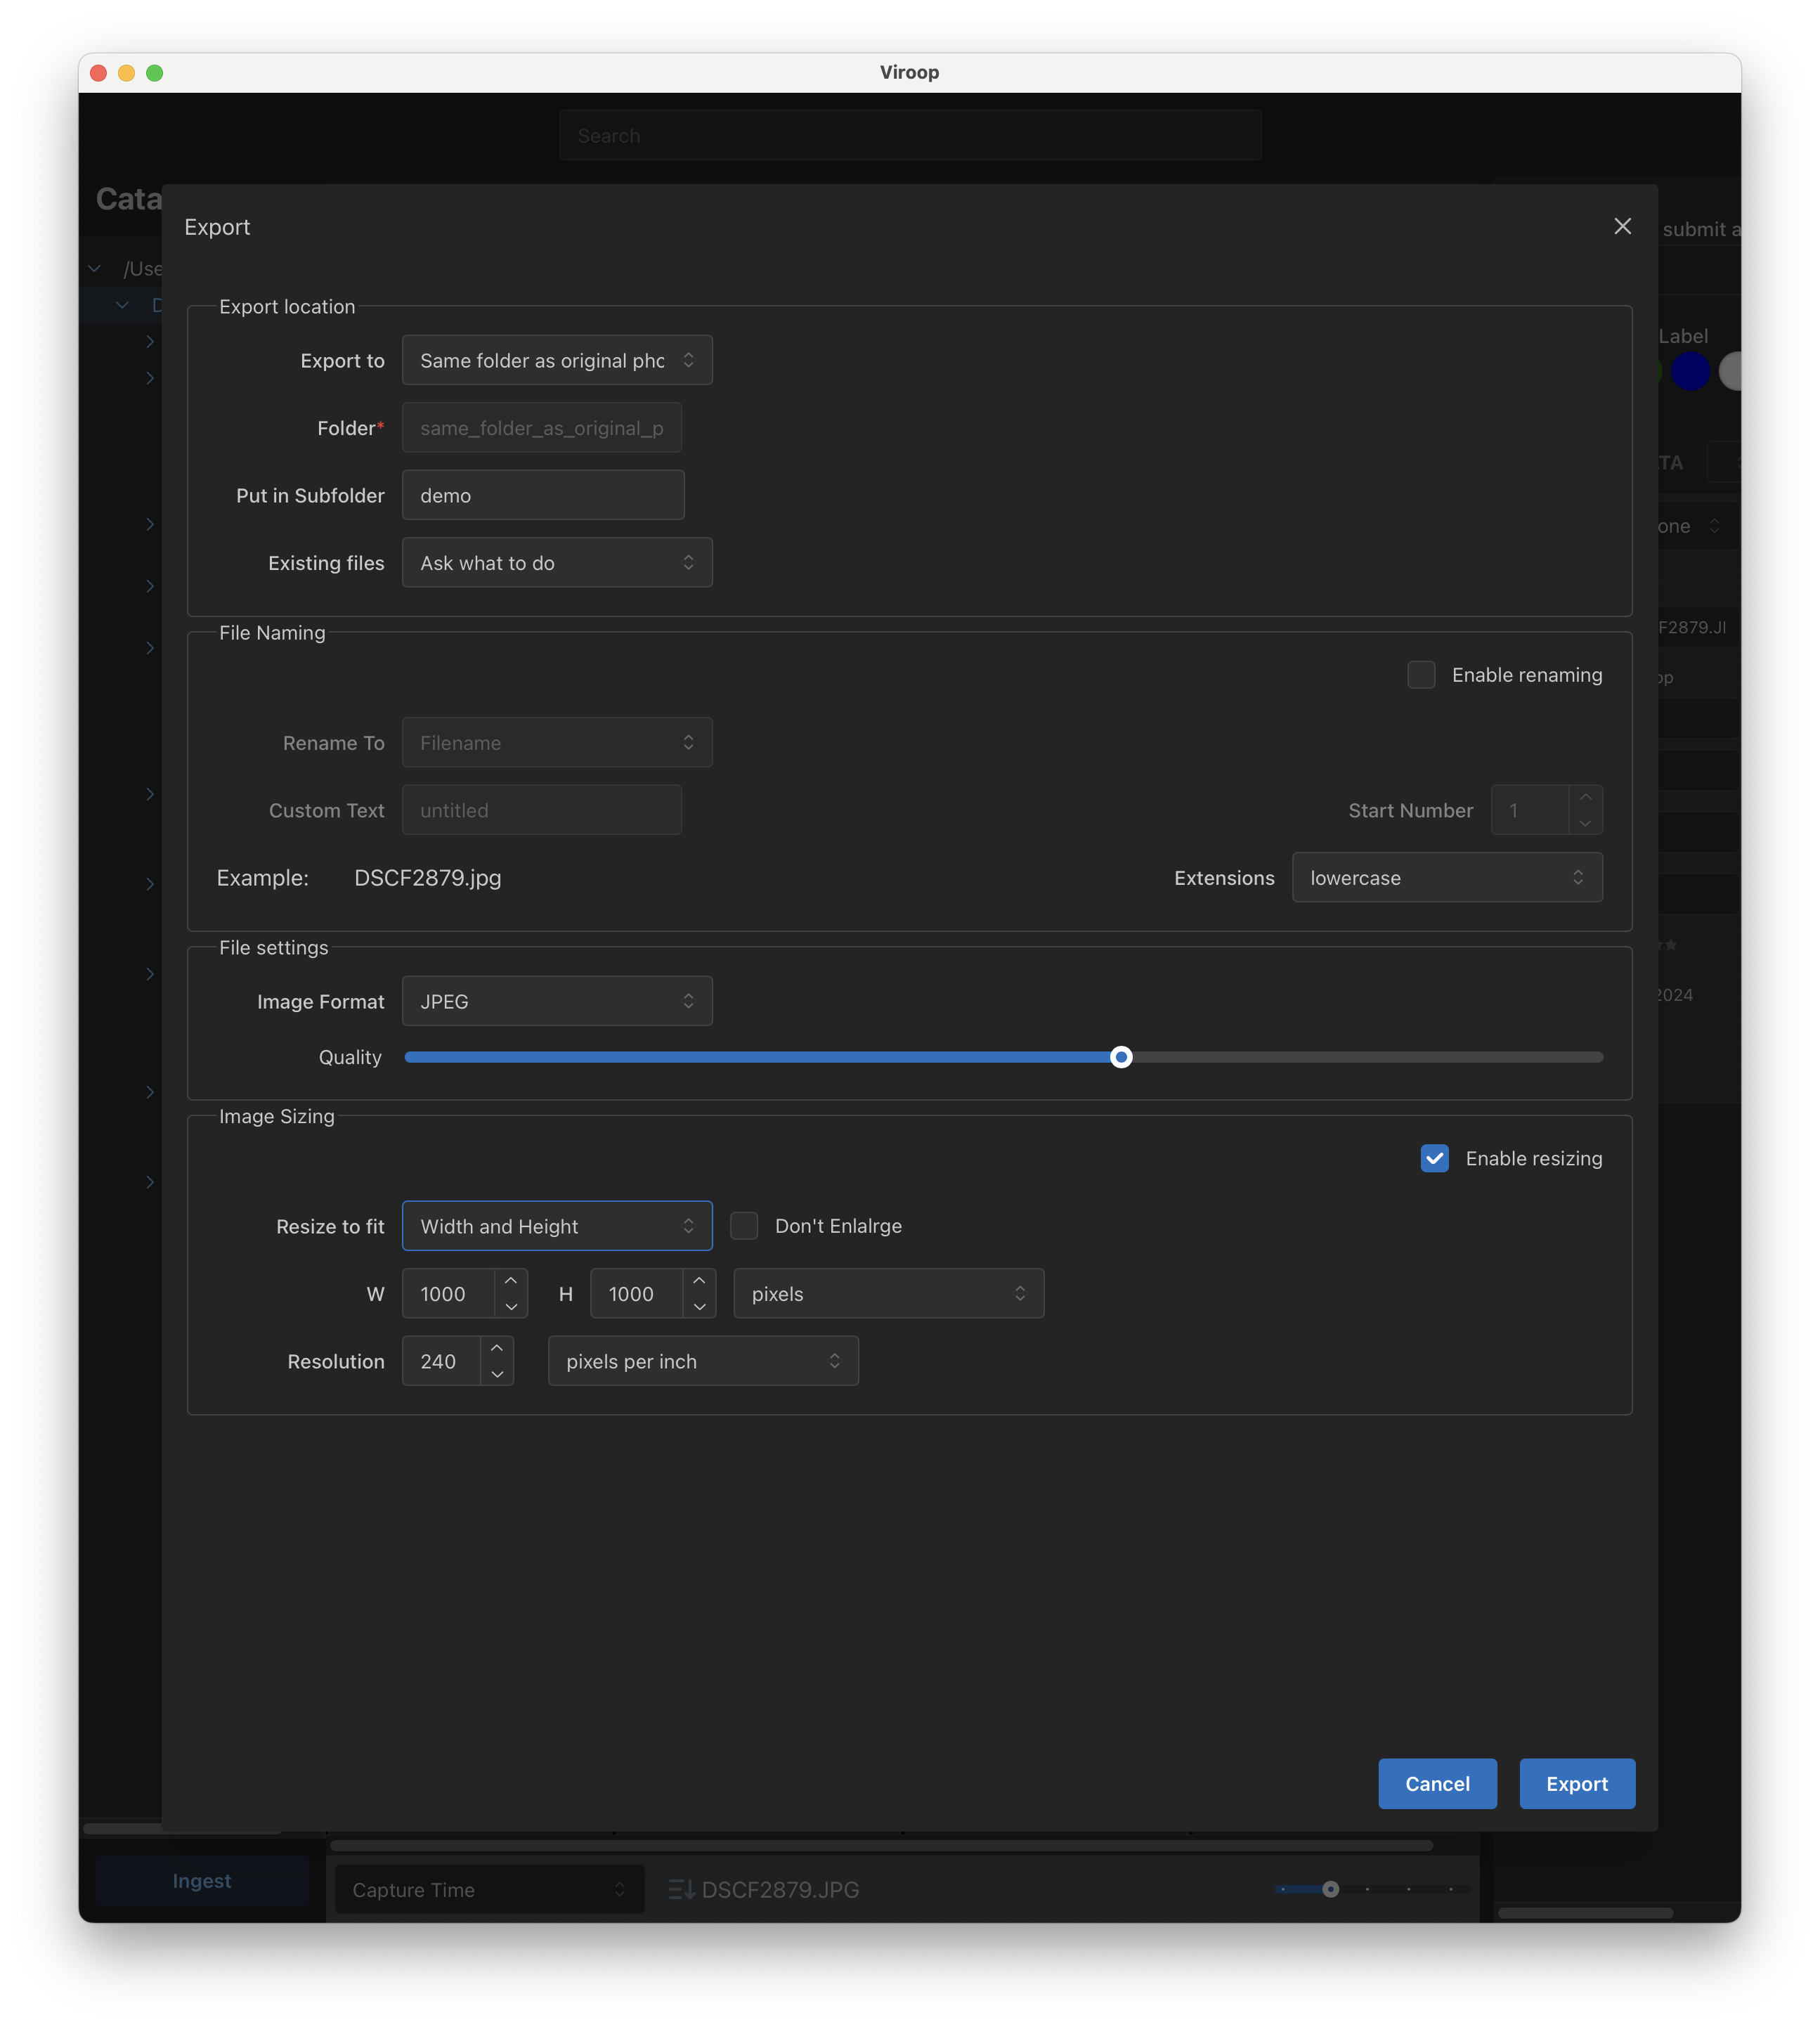 Viroop
Search
Cata
Export
submit a
/Use
D
Export location
Label
Export to Same folder as original phc
Folder* same_folder_as_original_p
TA
Put in Subfolder demo
one
Existing files Ask what to do
File Naming
F2879.JI
Enable renaming
op
Rename To Filename
Custom Text untitled Start Number 1
Example: DSCF2879.jpg Extensions lowercase
File settings
2024
Image Format JPEG
Quality
Image Sizing
Enable resizing
Resize to fit Width and Height Don't Enlalrge
W 1000 H 1000 pixels
Resolution 240 pixels per inch
Cancel Export
Ingest
Capture Time DSCF2879.JPG